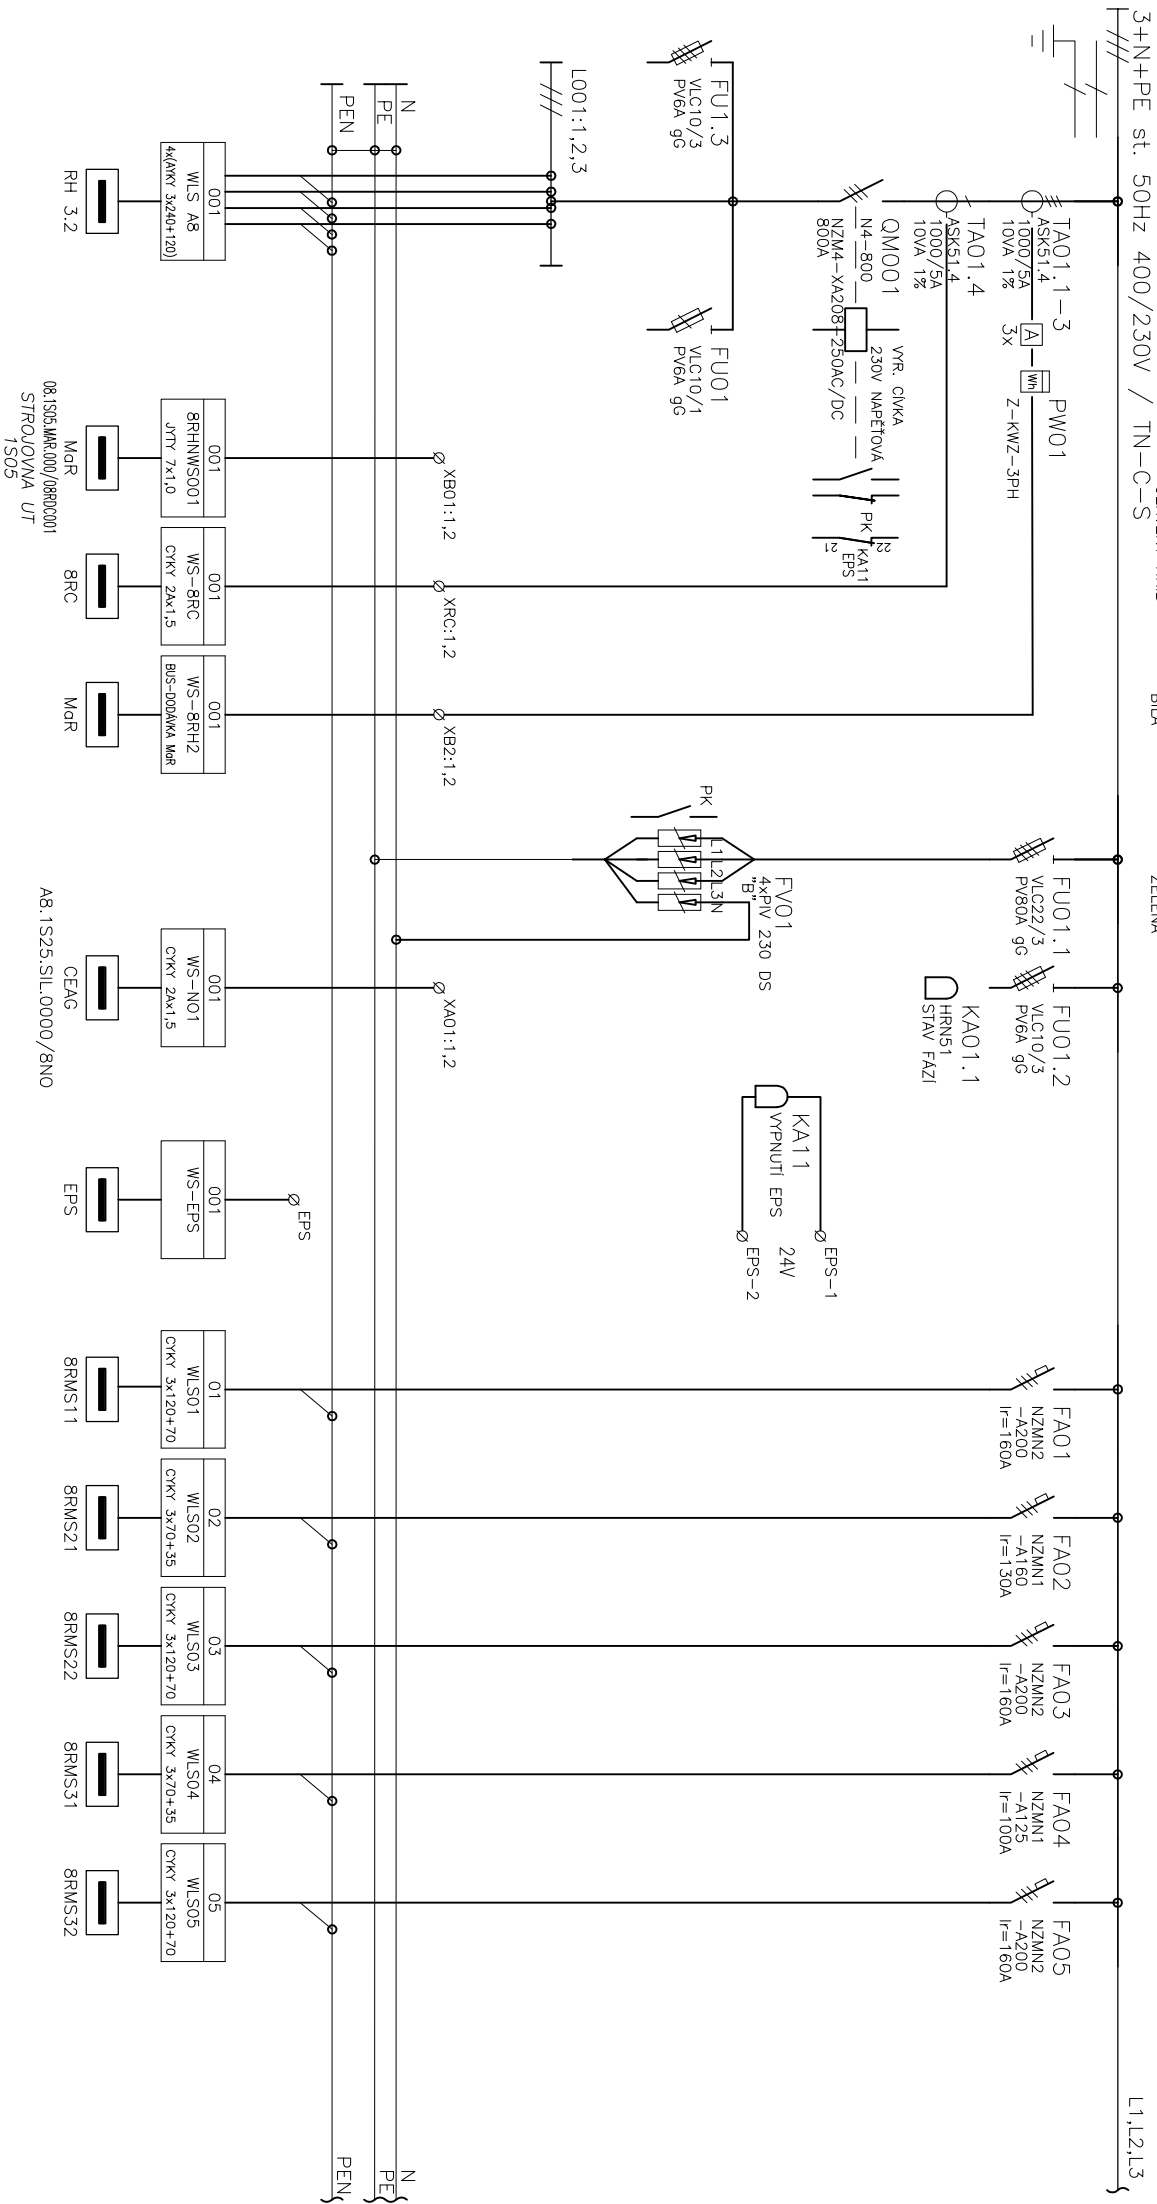 3+N+PE st. 50Hz 400/230V / TN-C-S
BÍLÁ
ZELENÁ
L1,L2,L3
TA01.1-3
ASK51.4
1000/5A
10VA 1%
A
3x
Wh
PW01
Z-KWZ-3PH
TA01.4
ASK51.4
1000/5A
10VA 1%
QM001
N4-800
NZM4-XA208-250AC/DC
800A
VYR. CÍVKA
230V NAPĚŤOVÁ
PK
22
21
KA11
EPS
FU1.3
VLC10/3
PV6A gG
FU01
VLC10/1
PV6A gG
L001:1,2,3
FU01.1
VLC22/3
PV80A gG
FU01.2
VLC10/3
PV6A gG
KA01.1
HRN51
STAV FÁZÍ
FV01
4xPIV 230 DS
"B"
L1
L2
L3
N
PK
KA11
VYPNUTÍ EPS
24V
EPS-1
EPS-2
FA01
NZMN2
-A200
Ir=160A
FA02
NZMN1
-A160
Ir=130A
FA03
NZMN2
-A200
Ir=160A
FA04
NZMN1
-A125
Ir=100A
FA05
NZMN2
-A200
Ir=160A
XB01:1,2
XRC:1,2
XB2:1,2
XA01:1,2
EPS
N
PE
PEN
N
PE
PEN
001
WLS A8
4x(AYKY 3x240+120)
RH 3.2
001
8RHNWS001
JYTY 7x1,0
MaR
08.1S05.MAR.000/08RDC001
STROJOVNA UT
1S05
001
WS-8RC
CYKY 2Ax1,5
8RC
001
WS-8RH2
BUS-DODÁVKA MaR
MaR
001
WS-NO1
CYKY 2Ax1,5
CEAG
A8.1S25.SIL.0000/8NO
001
WS-EPS
EPS
01
WLS01
CYKY 3x120+70
8RMS11
02
WLS02
CYKY 3x70+35
8RMS21
03
WLS03
CYKY 3x120+70
8RMS22
04
WLS04
CYKY 3x70+35
8RMS31
05
WLS05
CYKY 3x120+70
8RMS32